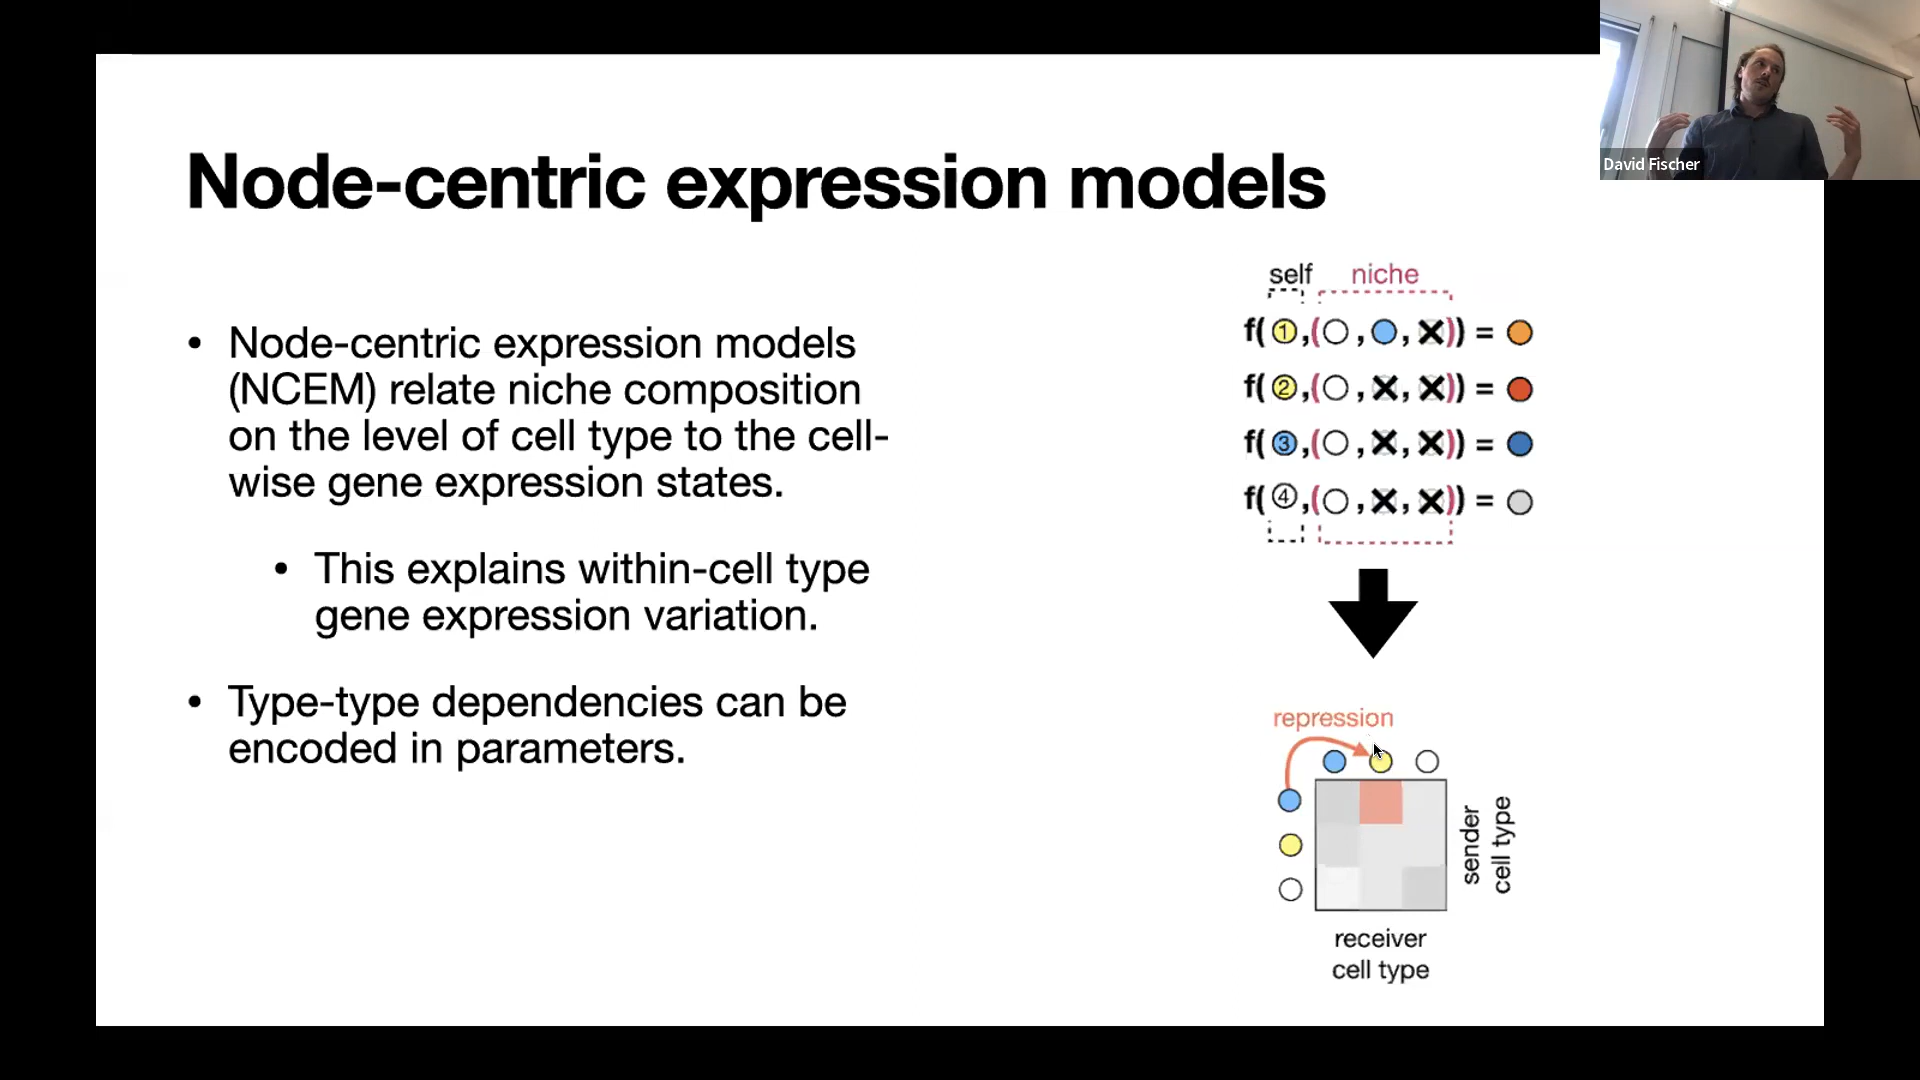 David Fischer
Node-centric expression models
• Node-centric expression models
(NCEM) relate niche composition
on the level of cell type to the cell-
wise gene expression states.
• This explains within-cell type
gene expression variation.
• Type-type dependencies can be
encoded in parameters.
self niche
f( 1 ,( , , )) =
f( 2 ,( , , )) =
f( 3 ,( , , )) =
f( 4 ,( , , )) =
repression
sender
cell type
receiver
cell type